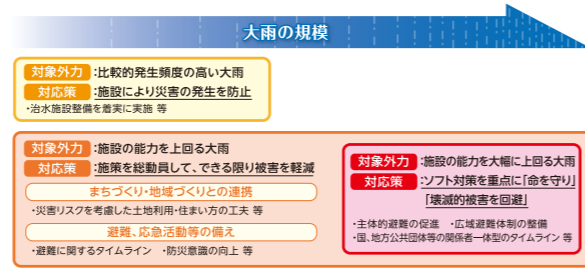 大雨の規模
対象外力:比較的発生頻度の高い大雨
対応策:施設により災害の発生を防止
・治水施設整備を着実に実施 等
対象外力:施設の能力を上回る大雨
対応策:施策を総動員して、できる限り被害を軽減
まちづくり・地域づくりとの連携
・災害リスクを考慮した土地利用・住まい方の工夫 等
避難、応急活動等の備え
・避難に関するタイムライン ・防災意識の向上 等
対象外力:施設の能力を大幅に上回る大雨
対応策:ソフト対策を重点に「命を守り」
「壊滅的被害を回避」
・主体的避難の促進 ・広域避難体制の整備
・国、地方公共団体等の関係者一体型のタイムライン 等